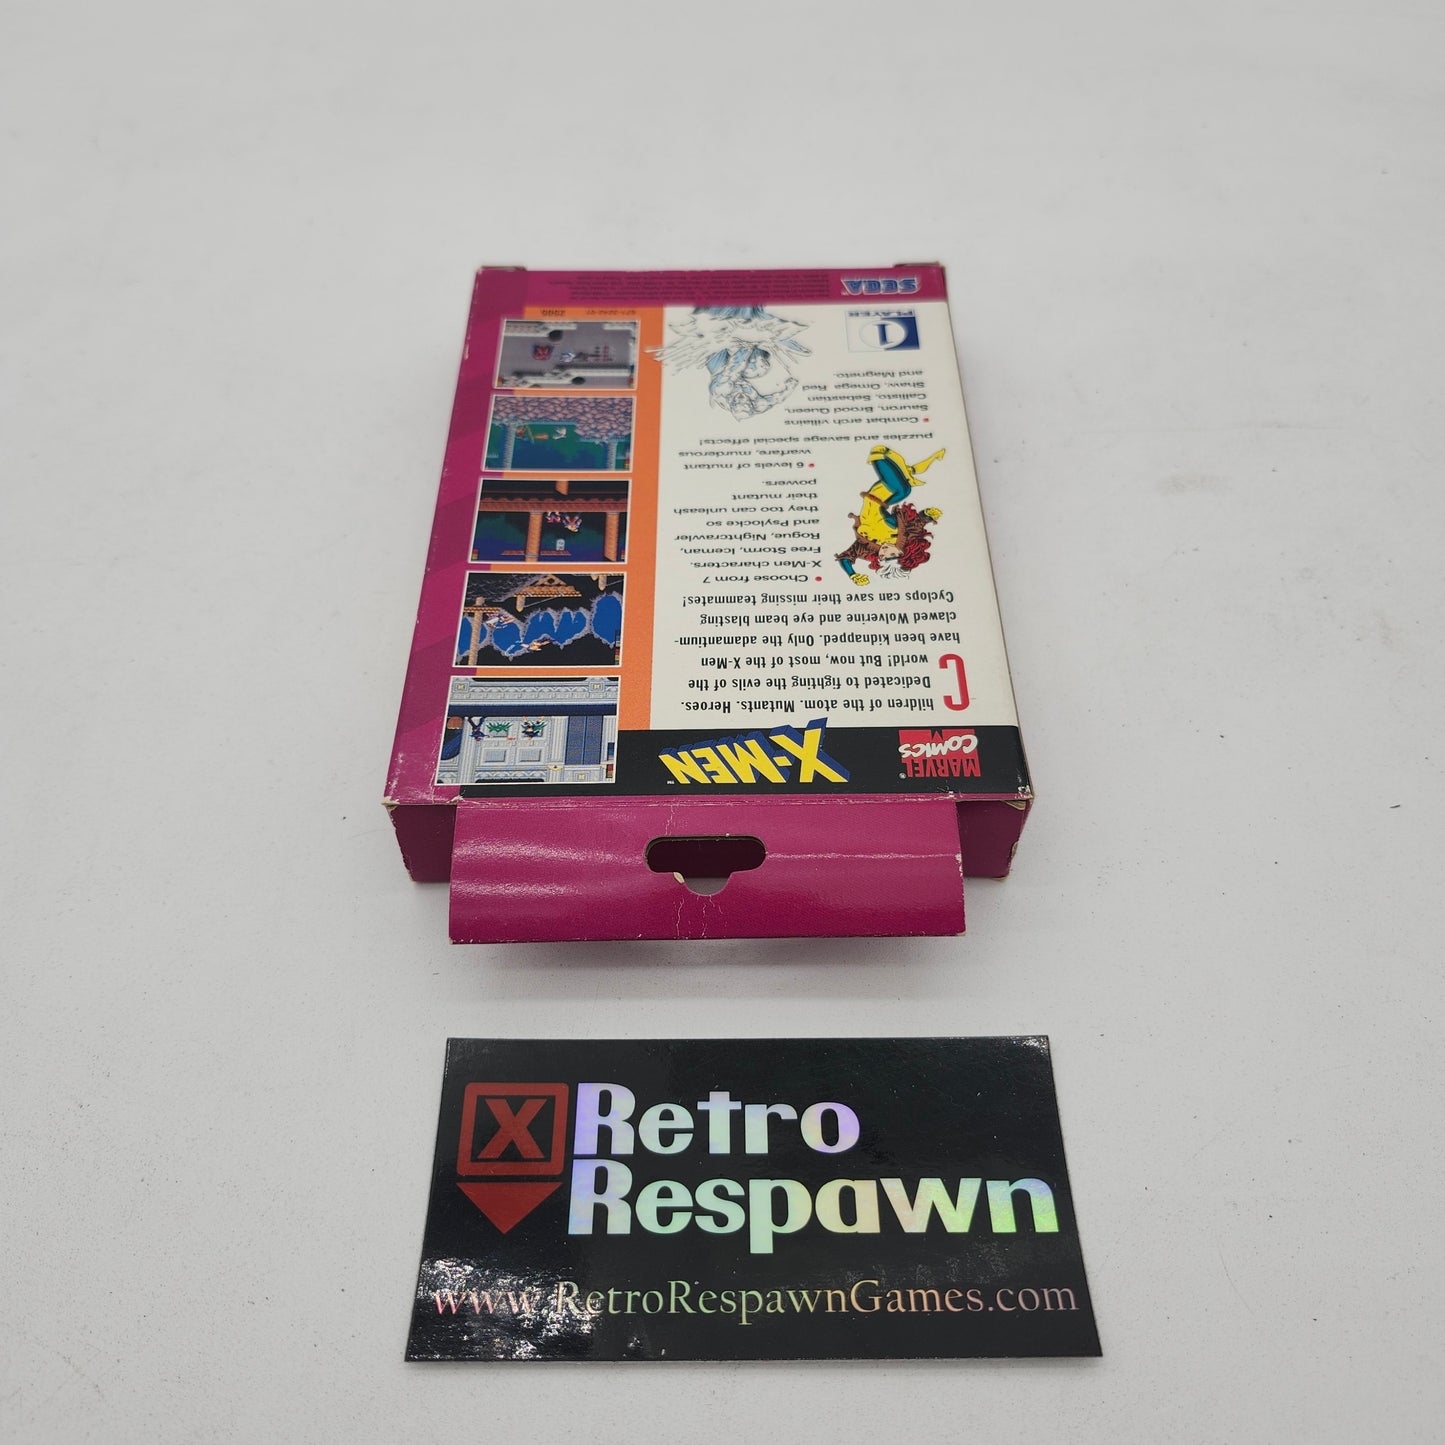 MARVEL
COMICS
X-MEN™
Children of the atom. Mutants. Heroes.
Dedicated to fighting the evils of the
world! But now, most of the X-Men
have been kidnapped. Only the adamantium-
clawed Wolverine and eye beam blasting
Cyclops can save their missing teammates!
• Choose from 7
X-Men characters.
Free Storm, Iceman,
Rogue, Nightcrawler
and Psylocke so
they too can unleash
their mutant
powers.
• 6 levels of mutant
warfare, murderous
puzzles and savage special effects!
• Combat arch villains
Sauron, Brood Queen,
Callisto, Sebastian
Shaw, Omega Red
and Magneto.
1
PLAYER
SEGA
X Retro
Respawn
www.RetroRespawnGames.com